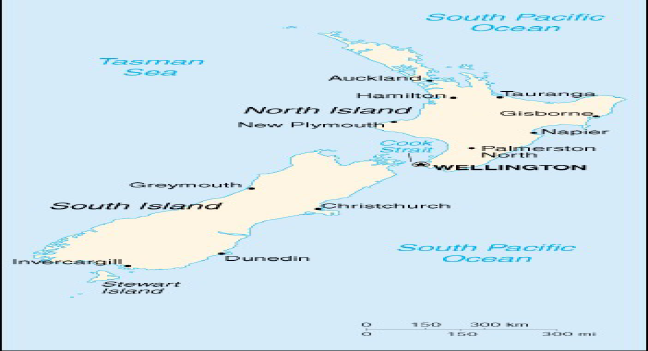 South Pacific
Ocean
Tasman
Sea
Auckland
Hamilton
Tauranga
North Island
Gisborne
New Plymouth
Napier
Cook
Strait
Palmerston
North
WELLINGTON
Greymouth
South Island
Christchurch
South Pacific
Ocean
Dunedin
Invercargill
Stewart
Island
0 150 300 km
0 150 300 mi